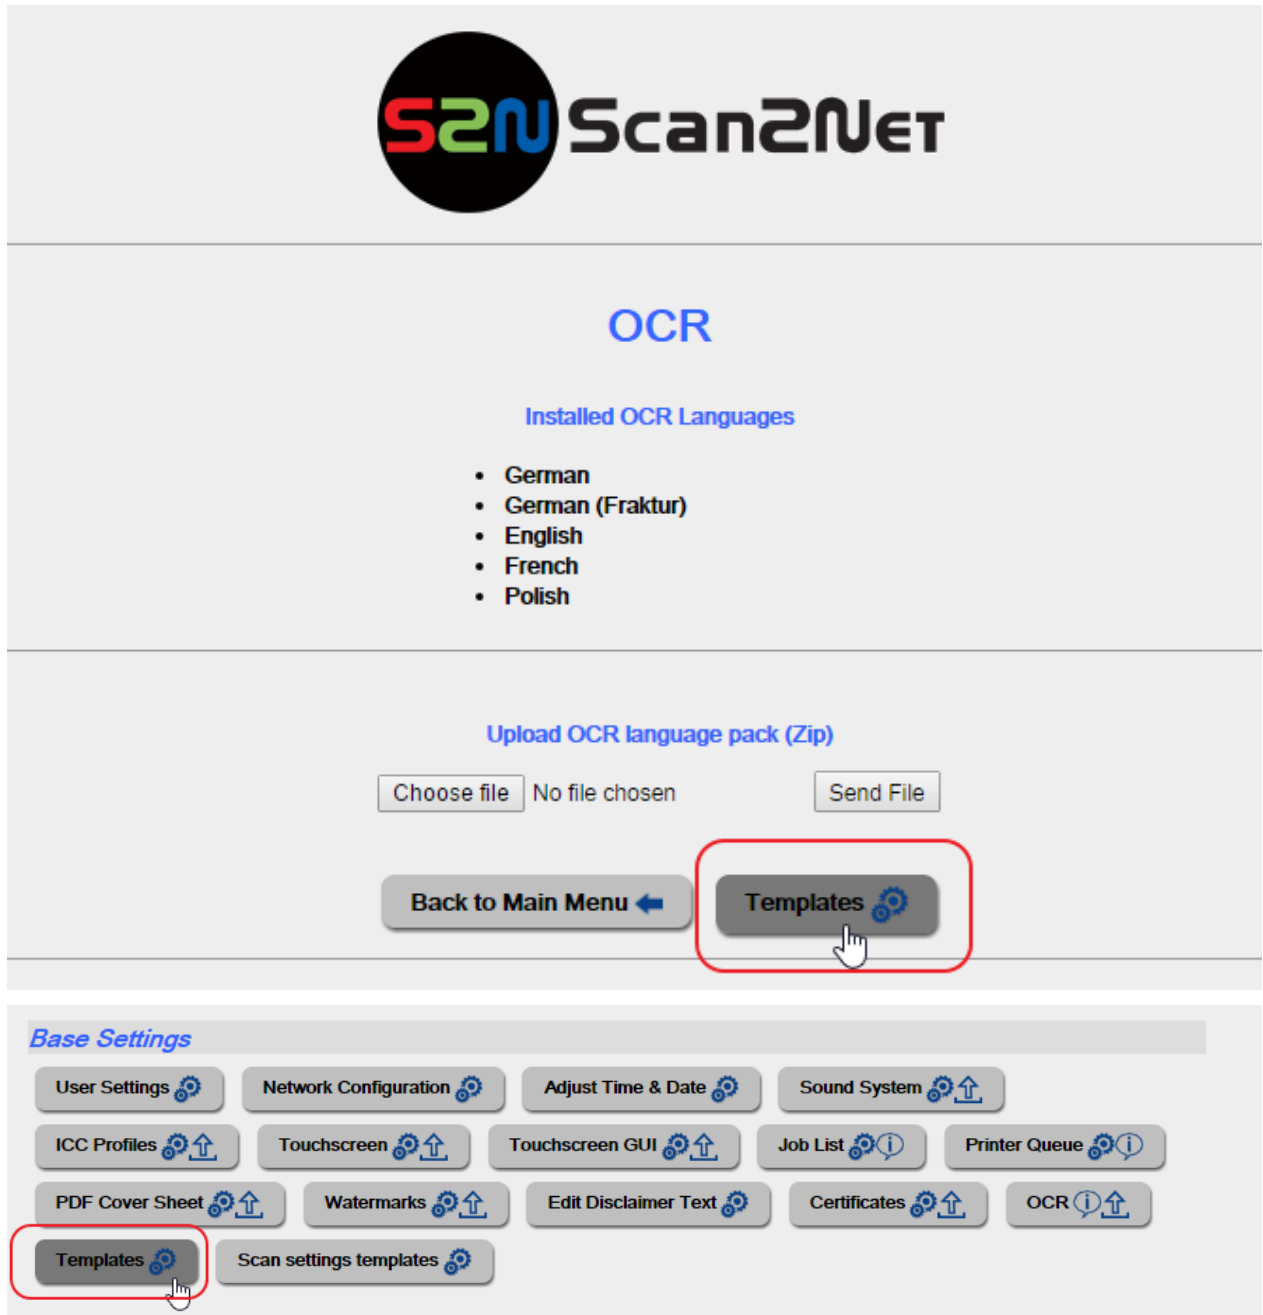 S2N Scan2Net
OCR
Installed OCR Languages
• German
• German (Fraktur)
• English
• French
• Polish
Upload OCR language pack (Zip)
Choose file No file chosen Send File
Back to Main Menu Templates
Base Settings
User Settings Network Configuration Adjust Time & Date Sound System
ICC Profiles Touchscreen Touchscreen GUI Job List Printer Queue
PDF Cover Sheet Watermarks Edit Disclaimer Text Certificates OCR
Templates Scan settings templates